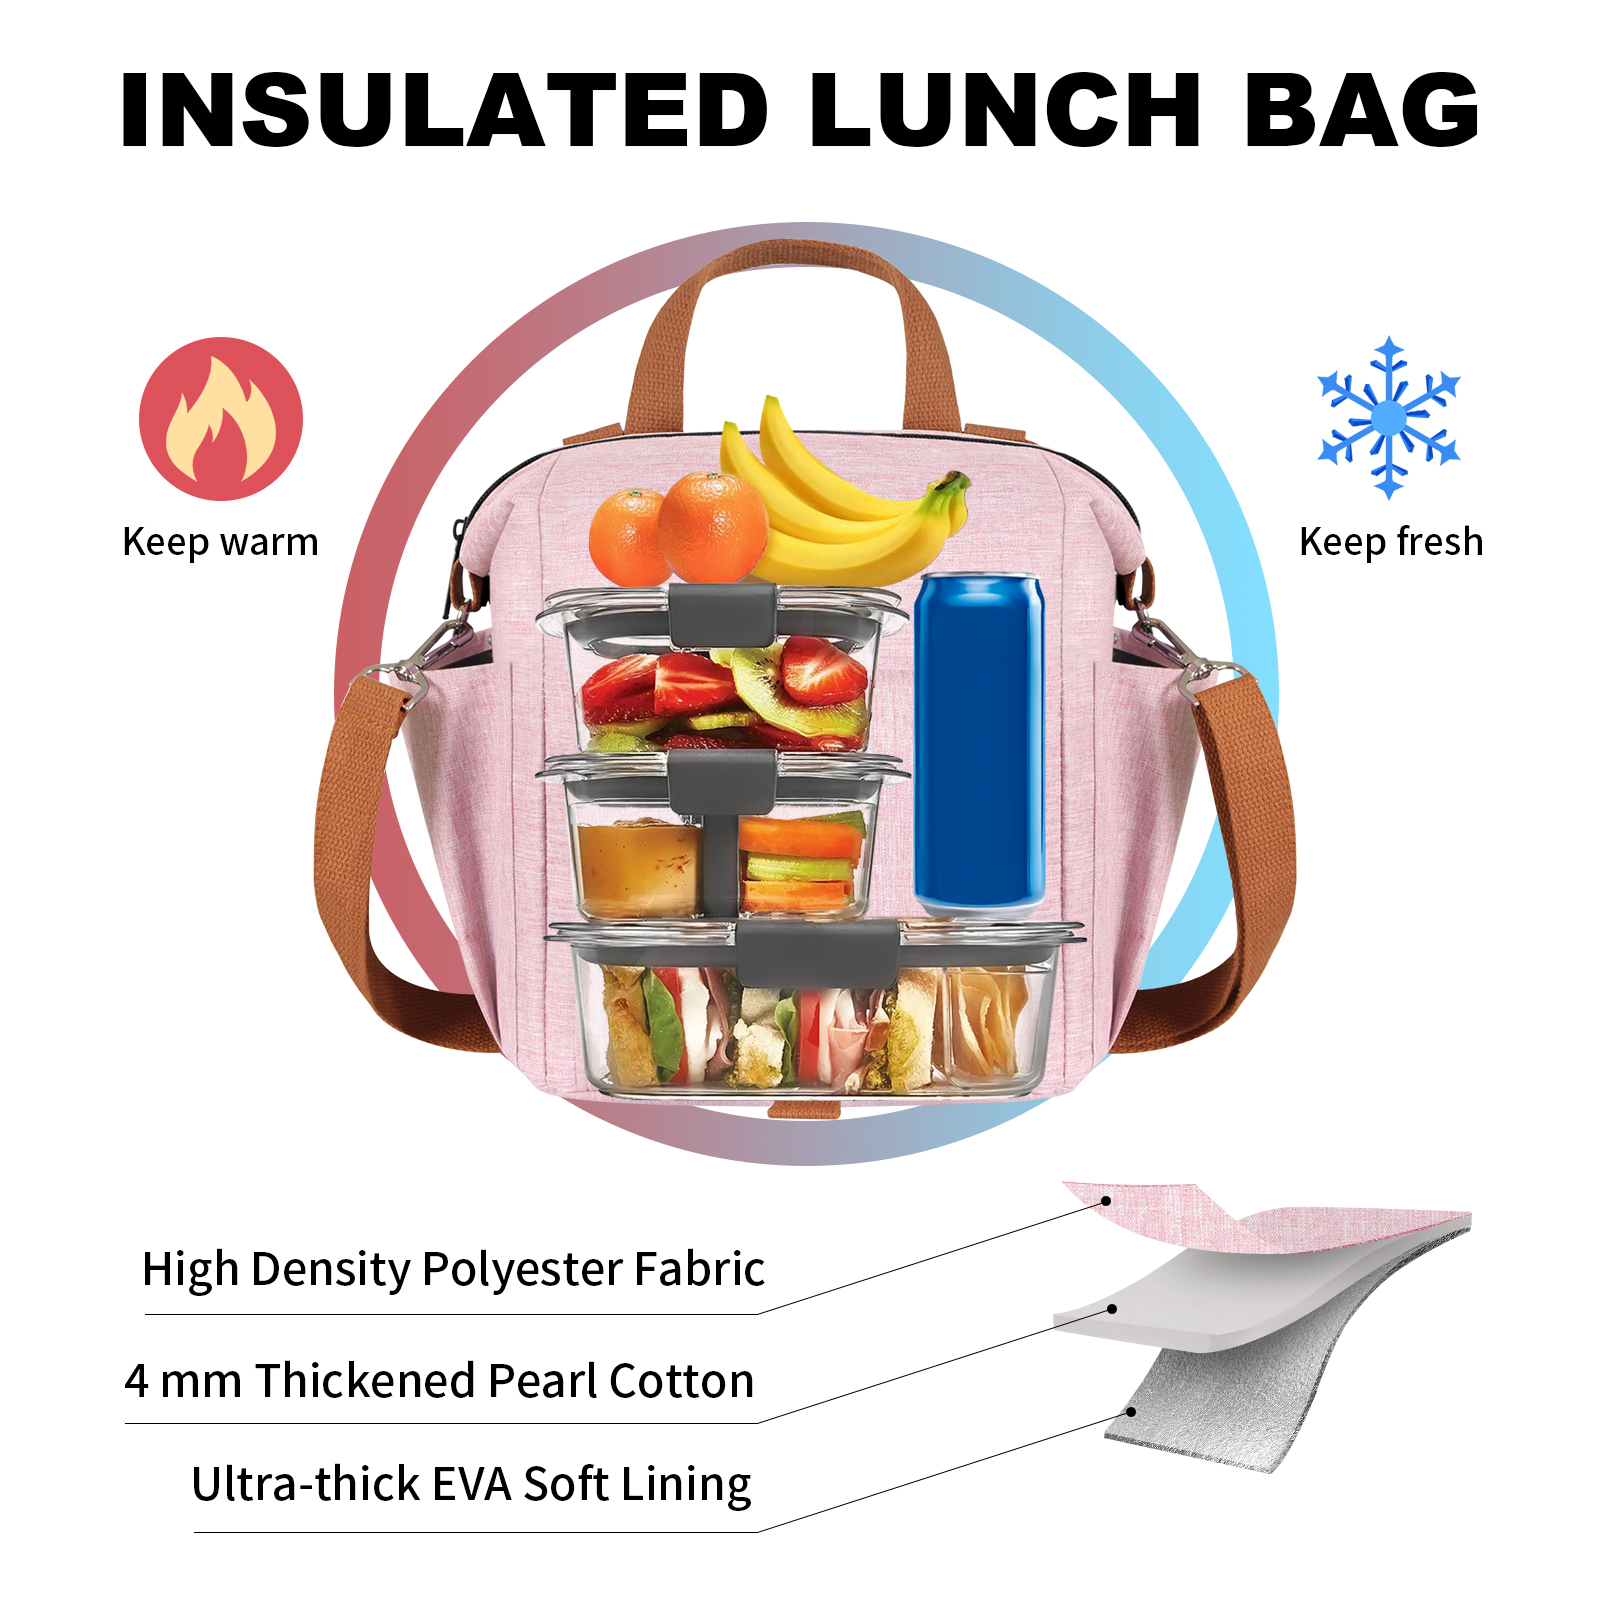 INSULATED LUNCH BAG
Keep warm
Keep fresh
High Density Polyester Fabric
4 mm Thickened Pearl Cotton
Ultra-thick EVA Soft Lining